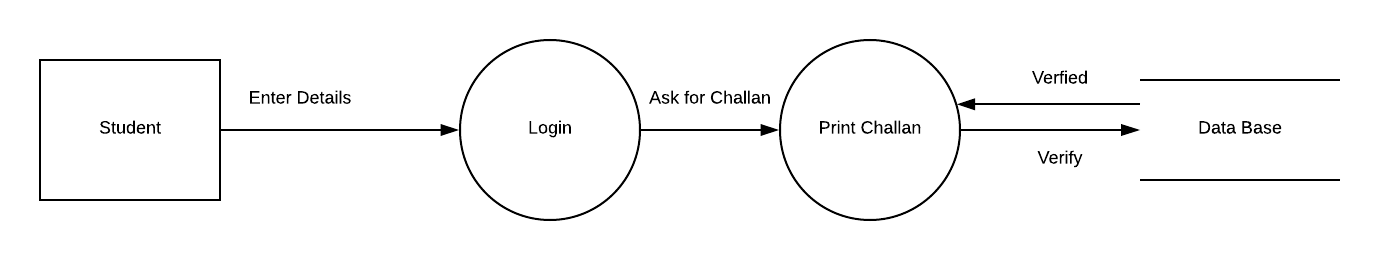 Student
Enter Details
Login
Ask for Challan
Print Challan
Verfied
Verify
Data Base